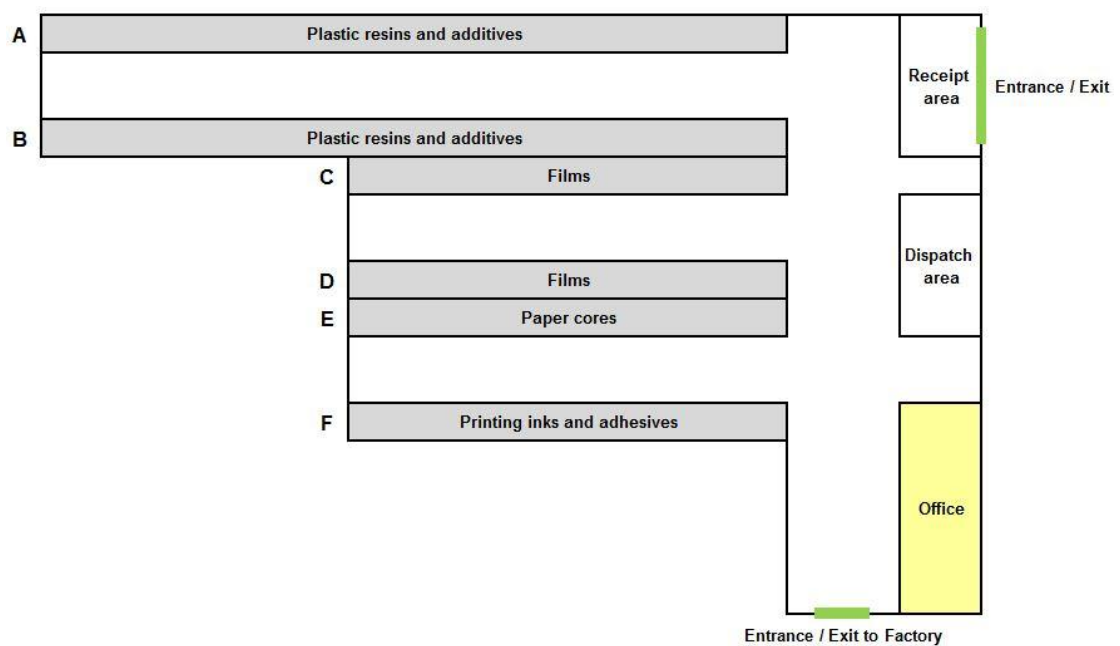 A
Plastic resins and additives
Receipt
area
Entrance / Exit
B
Plastic resins and additives
C
Films
Dispatch
area
D
Films
E
Paper cores
F
Printing inks and adhesives
Office
Entrance / Exit to Factory